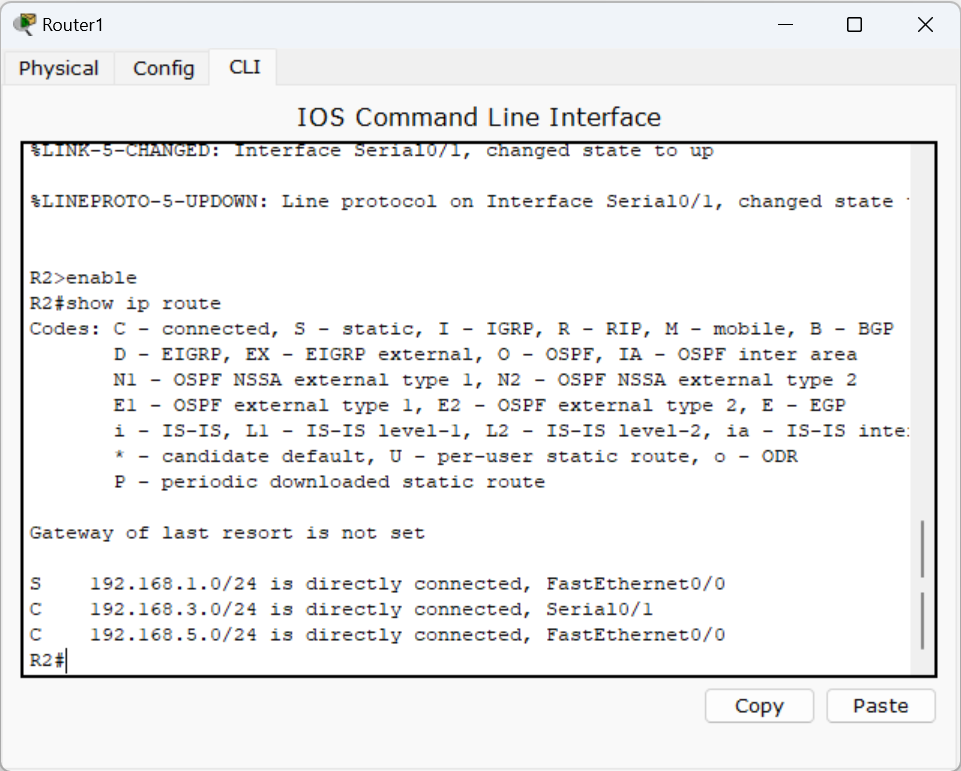 Router1
Physical Config CLI
IOS Command Line Interface
%LINK-5-CHANGED: Interface Serial0/1, changed state to up
%LINEPROTO-5-UPDOWN: Line protocol on Interface Serial0/1, changed state
R2>enable
R2#show ip route
Codes: C - connected, S - static, I - IGRP, R - RIP, M - mobile, B - BGP
D - EIGRP, EX - EIGRP external, O - OSPF, IA - OSPF inter area
N1 - OSPF NSSA external type 1, N2 - OSPF NSSA external type 2
E1 - OSPF external type 1, E2 - OSPF external type 2, E - EGP
i - IS-IS, L1 - IS-IS level-1, L2 - IS-IS level-2, ia - IS-IS
* - candidate default, U - per-user static route, o - ODR
P - periodic downloaded static route
Gateway of last resort is not set
S 192.168.1.0/24 is directly connected, FastEthernet0/0
C 192.168.3.0/24 is directly connected, Serial0/1
C 192.168.5.0/24 is directly connected, FastEthernet0/0
R2#
Copy Paste